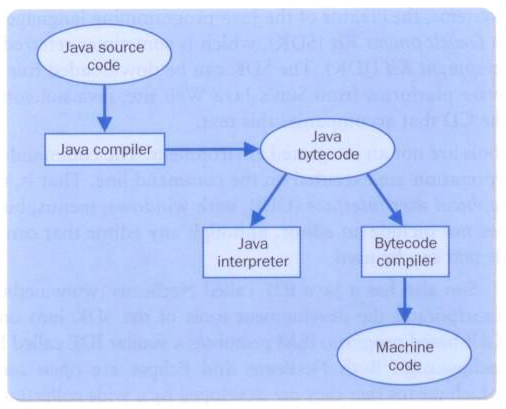 Java source
code
Java compiler
Java
bytecode
Java
interpreter
Bytecode
compiler
Machine
code